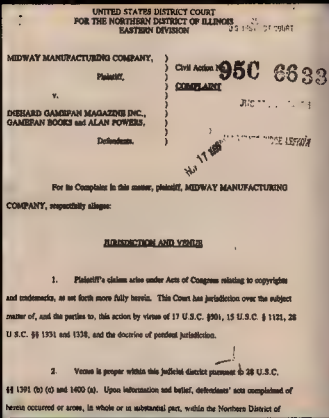 UNITED STATES DISTRICT COURT
FOR THE NORTHERN DISTRICT OF ILLINOIS
EASTERN DIVISION
MIDWAY MANUFACTURING COMPANY,
Plaintiff,
v.
DIEHARD GAMEFAN MAGAZINE INC.,
GAMEFAN BOOKS and ALAN POWERS,
Defendants.
)
)
)
)
)
)
)
)
)
Civil Action N
95C 6633
COMPLAINT
NOV 17 1995
JUDGE LEFKOW
For its Complaint in this matter, plaintiff, MIDWAY MANUFACTURING
COMPANY, respectfully alleges:
JURISDICTION AND VENUE
1. Plaintiff's claims arise under Acts of Congress relating to copyrights
and trademarks, as set forth more fully herein. This Court has jurisdiction over the subject
matter of, and the parties to, this action by virtue of 17 U.S.C. §501, 15 U.S.C. § 1121, 28
U.S.C. §§ 1331 and 1338, and the doctrine of pendent jurisdiction.
2. Venue is proper within this judicial district pursuant to 28 U.S.C.
§§ 1391 (b) (c) and 1400 (a). Upon information and belief, defendants' acts complained of
herein occurred or arose, in whole or in substantial part, within the Northern District of